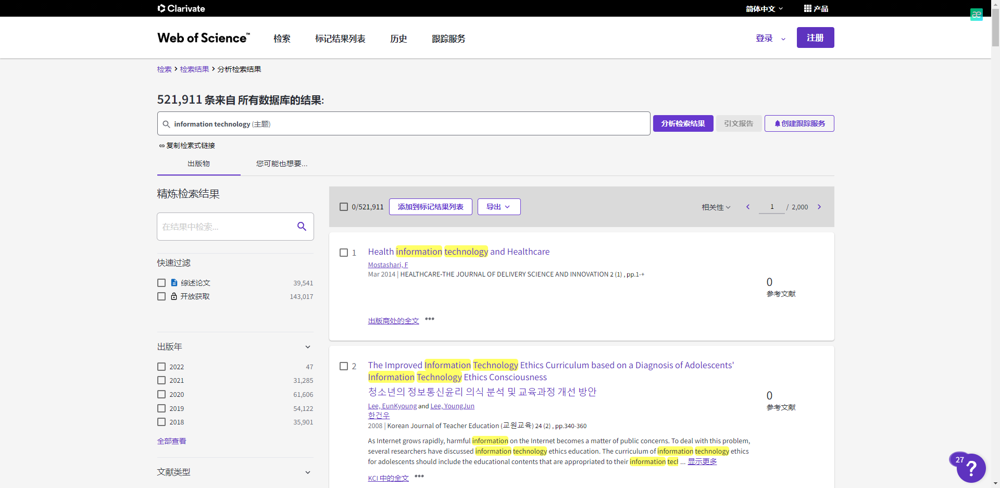 Clarivate
简体中文
产品
æ
Web of Science™
检索
标记结果列表
历史
跟踪服务
登录
注册
检索 > 检索结果 > 分析检索结果
521,911 条来自 所有数据库的结果:
information technology (主题)
分析检索结果
引文报告
创建跟踪服务
复制检索式链接
出版物
您可能也想要...
精炼检索结果
在结果中检索...
快速过滤
综述论文 39,541
开放获取 143,017
出版年
2022 47
2021 31,285
2020 61,606
2019 54,122
2018 35,901
全部查看
文献类型
0/521,911
添加到标记结果列表
导出
相关性
1 / 2,000
1 Health information technology and Healthcare
Mostashari, F
Mar 2014 | HEALTHCARE-THE JOURNAL OF DELIVERY SCIENCE AND INNOVATION 2 (1) , pp.1-+
0
参考文献
出版商处的全文 •••
2 The Improved Information Technology Ethics Curriculum based on a Diagnosis of Adolescents'
Information Technology Ethics Consciousness
청소년의 정보통신윤리 의식 분석 및 교육과정 개선 방안
Lee, EunKyoung and Lee, YoungJun
한건우
2008 | Korean Journal of Teacher Education (교원교육) 24 (2) , pp.340-360
0
参考文献
As Internet grows rapidly, harmful information on the Internet becomes a matter of public concerns. To deal with this problem,
several researchers have discussed information technology ethics education. The curriculum of information technology ethics
for adolescents should include the educational contents that are appropriated to their information tecl ... 显示更多
KCI 中的全文 •••
27
?